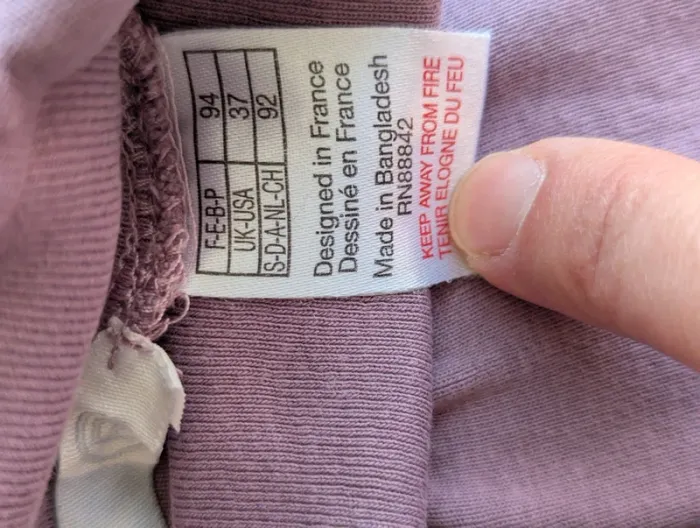 F-E-B-P 94
UK-USA 37
S-D-A-NL-CH 92
Designed in France
Dessiné en France
Made in Bangladesh
RN88842
KEEP AWAY FROM FIRE
TENIR ELOGNE DU FEU